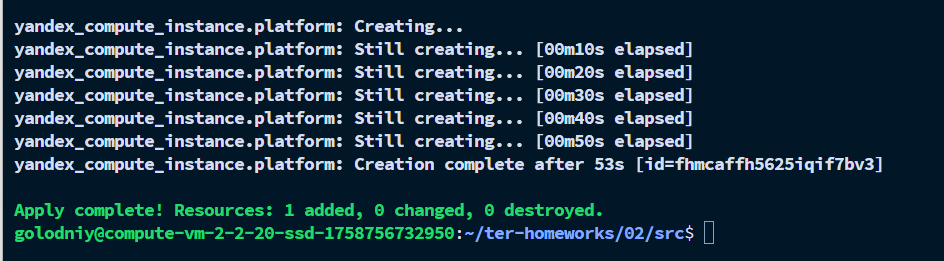 yandex_compute_instance.platform: Creating...
yandex_compute_instance.platform: Still creating... [00m10s elapsed]
yandex_compute_instance.platform: Still creating... [00m20s elapsed]
yandex_compute_instance.platform: Still creating... [00m30s elapsed]
yandex_compute_instance.platform: Still creating... [00m40s elapsed]
yandex_compute_instance.platform: Still creating... [00m50s elapsed]
yandex_compute_instance.platform: Creation complete after 53s [id=fhmcaffh5625iqif7bv3]
Apply complete! Resources: 1 added, 0 changed, 0 destroyed.
golodniy@compute-vm-2-2-20-ssd-1758756732950:~/ter-homeworks/02/src$